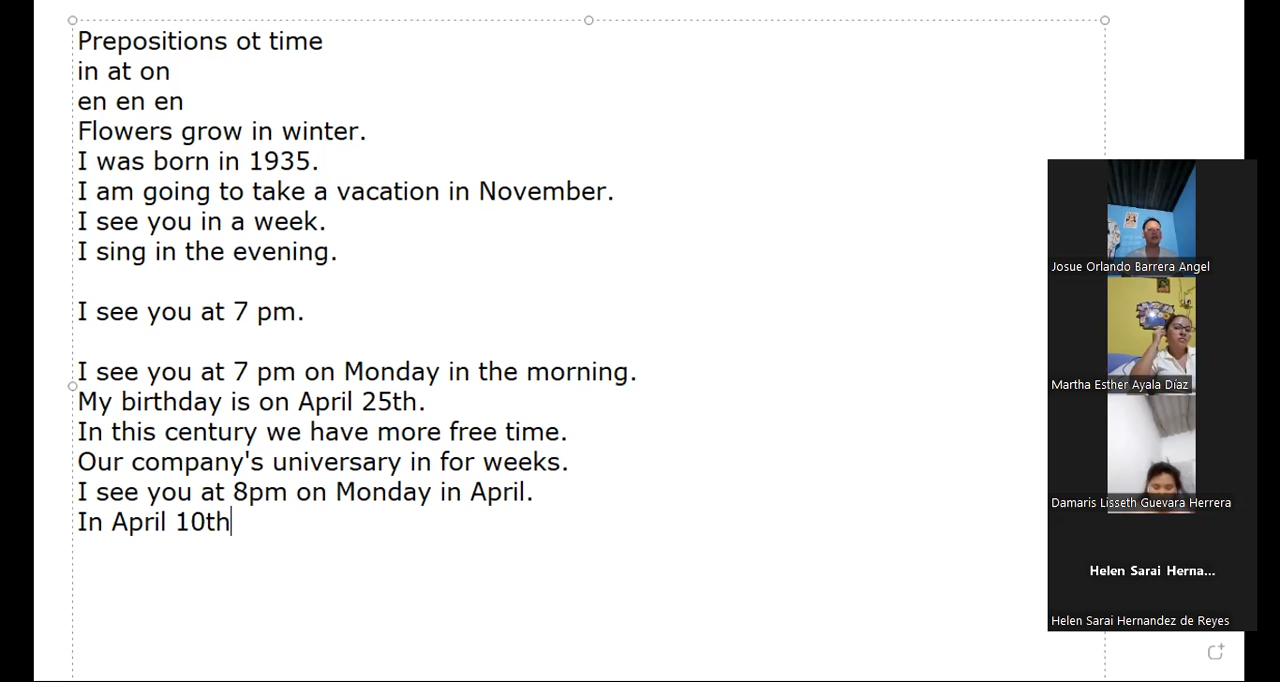 Prepositions ot time
in at on
en en en
Flowers grow in winter.
I was born in 1935.
I am going to take a vacation in November.
I see you in a week.
I sing in the evening.
I see you at 7 pm.
I see you at 7 pm on Monday in the morning.
My birthday is on April 25th.
In this century we have more free time.
Our company's universary in for weeks.
I see you at 8pm on Monday in April.
In April 10th
Josue Orlando Barrera Angel
Martha Esther Ayala Díaz
Damaris Lisseth Guevara Herrera
Helen Sarai Herna...
Helen Sarai Hernandez de Reyes